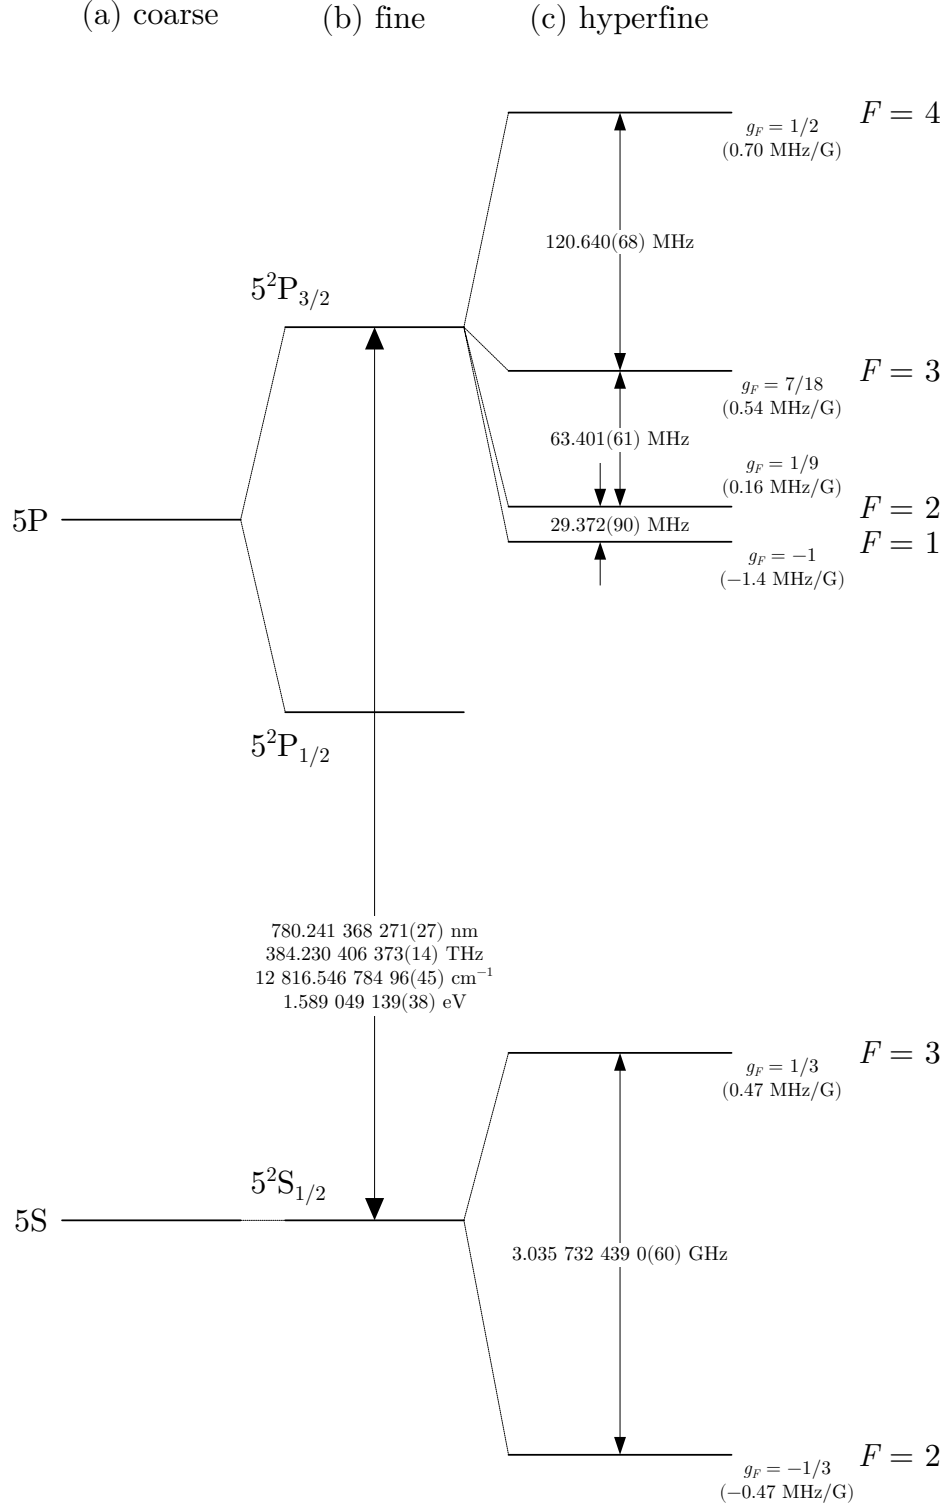 (a) coarse
(b) fine
(c) hyperfine
F = 4
g_F = 1/2
(0.70 MHz/G)
120.640(68) MHz
5²P₃/₂
F = 3
g_F = 7/18
(0.54 MHz/G)
63.401(61) MHz
g_F = 1/9
(0.16 MHz/G)
F = 2
5P
29.372(90) MHz
F = 1
g_F = −1
(−1.4 MHz/G)
5²P₁/₂
780.241 368 271(27) nm
384.230 406 373(14) THz
12 816.546 784 96(45) cm⁻¹
1.589 049 139(38) eV
F = 3
g_F = 1/3
(0.47 MHz/G)
5²S₁/₂
5S
3.035 732 439 0(60) GHz
F = 2
g_F = −1/3
(−0.47 MHz/G)